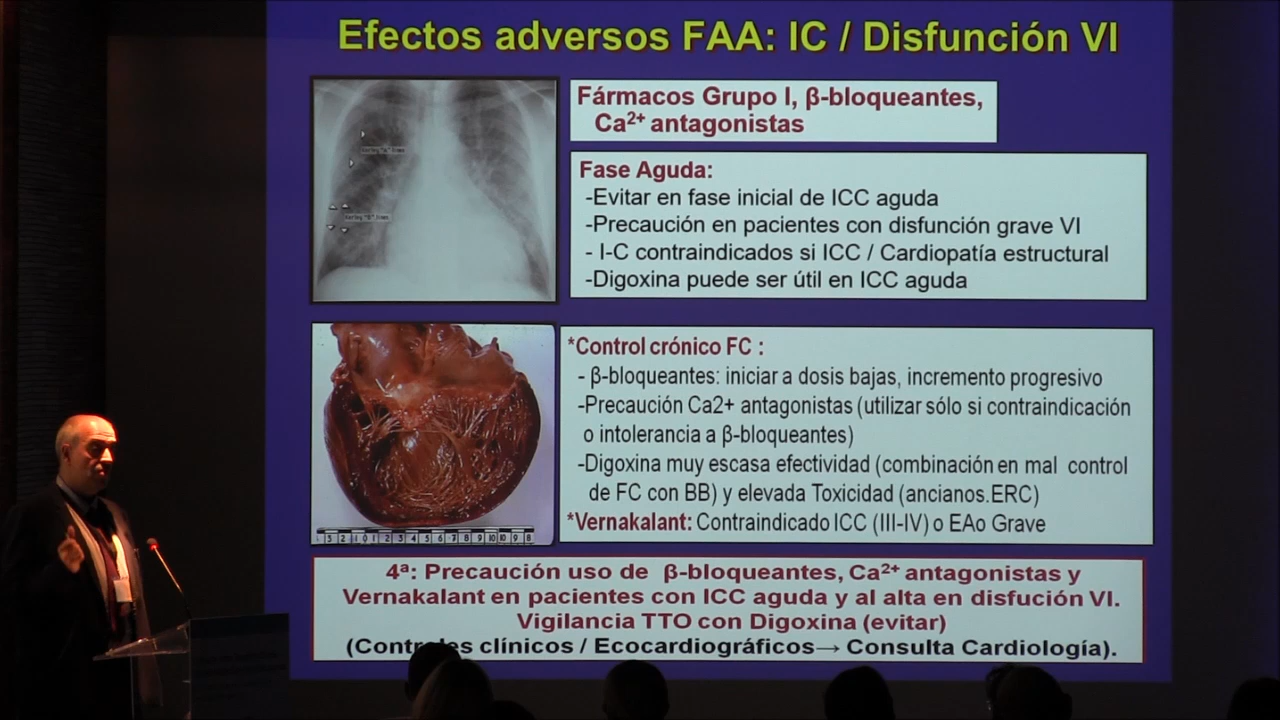 Efectos adversos FAA: IC / Disfunción VI
Fármacos Grupo I, β-bloqueantes,
Ca2+ antagonistas
Kerley "A" lines
Kerley "B" lines
Fase Aguda:
-Evitar en fase inicial de ICC aguda
-Precaución en pacientes con disfunción grave VI
- I-C contraindicados si ICC / Cardiopatía estructural
-Digoxina puede ser útil en ICC aguda
*Control crónico FC :
- β-bloqueantes: iniciar a dosis bajas, incremento progresivo
-Precaución Ca2+ antagonistas (utilizar sólo si contraindicación
o intolerancia a β-bloqueantes)
-Digoxina muy escasa efectividad (combinación en mal control
de FC con BB) y elevada Toxicidad (ancianos.ERC)
*Vernakalant: Contraindicado ICC (III-IV) o EAo Grave
4ª: Precaución uso de β-bloqueantes, Ca2+ antagonistas y
Vernakalant en pacientes con ICC aguda y al alta en disfución VI.
Vigilancia TTO con Digoxina (evitar)
(Controles clínicos / Ecocardiográficos→ Consulta Cardiología).